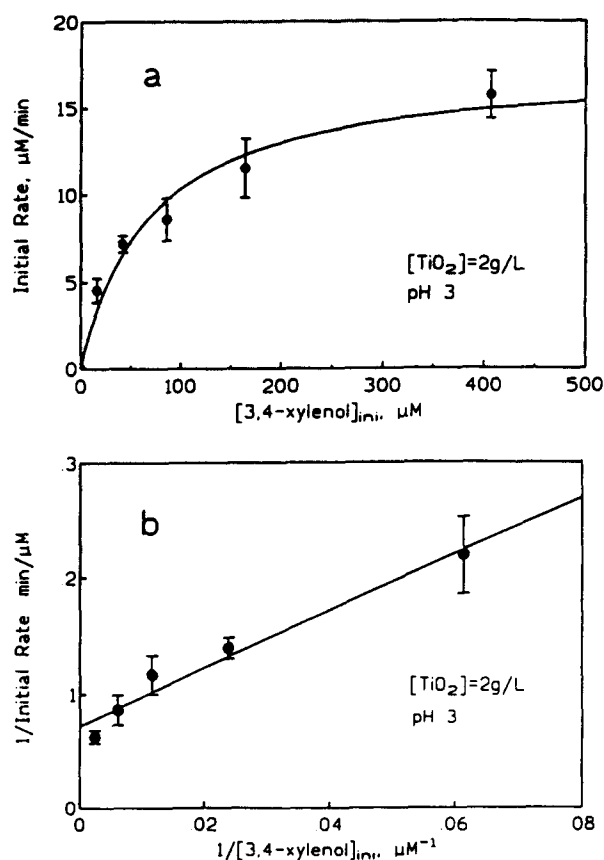 20
15
10
5
0
Initial Rate, μM/min
a
[TiO₂]=2g/L
pH 3
0 100 200 300 400 500
[3,4-xylenol]ini, μM
.3
2
1
0
1/Initial Rate min/μM
b
[TiO₂]=2g/L
pH 3
0 .02 .04 .06 08
1/[3,4-xylenol]ini, μM⁻¹